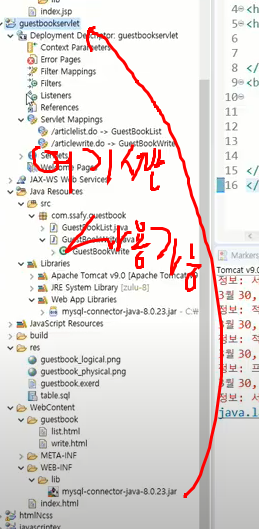 index.jsp
guestbookservlet
Deployment Descriptor: guestbookservlet
Context Parameters
Error Pages
Filter Mappings
Filters
Listeners
References
Servlet Mappings
/articlelist.do -> GuestBookList
/articlewrite.do -> GuestBookWrite
Servlets
Welcome Pages
JAX-WS Web Services
Java Resources
src
com.ssafy.guestbook
GuestBookList.java
GuestBookWrite.java
GuestBookWrite
Libraries
Apache Tomcat v9.0 [Apache Tomcat
JRE System Library [zulu-8]
Web App Libraries
mysql-connector-java-8.0.23.jar - C:
JavaScript Resources
build
res
guestbook_logical.png
guestbook_physical.png
guestbook.exerd
table.sql
WebContent
guestbook
list.html
write.html
META-INF
WEB-INF
lib
mysql-connector-java-8.0.23.jar
index.html
htmlNcss
javascriptex
여기서만
사용가능
4 <h
5
6
7
8 </
9 <b
10
11
12
13
14
15 </
16 </
Tomcat v9.0
정보: 서
3월 30,
정보: 적
3월 30,
정보: 적
3월 30,
정보: 프
3월 30,
정보: 서
java.l